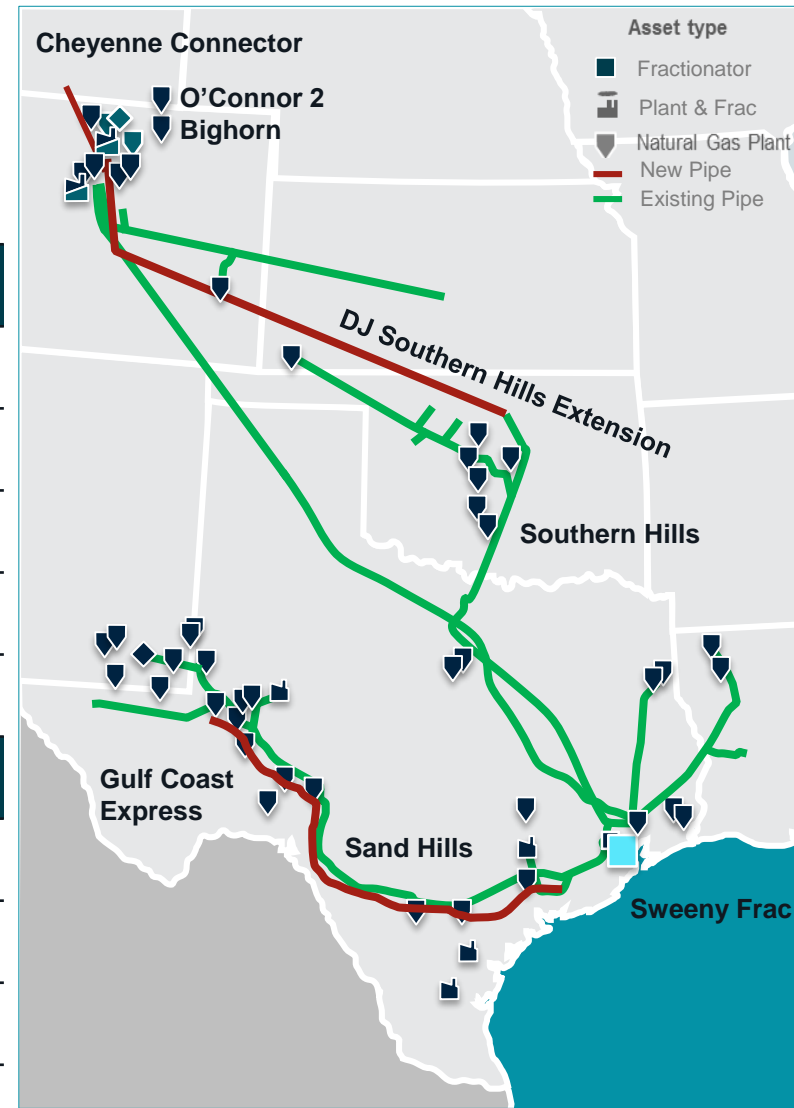 Cheyenne Connector
Asset type
Fractionator
Plant & Frac
Natural Gas Plant
New Pipe
Existing Pipe
O’Connor 2
Bighorn
DJ Southern Hills Extension
Southern Hills
Gulf Coast
Express
Sand Hills
Sweeny Frac